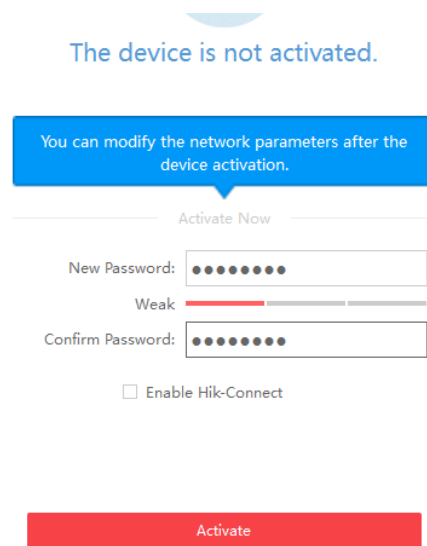 The device is not activated.
You can modify the network parameters after the
device activation.
Activate Now
New Password: ●●●●●●●●
Weak
Confirm Password: ●●●●●●●●
Enable Hik-Connect
Activate